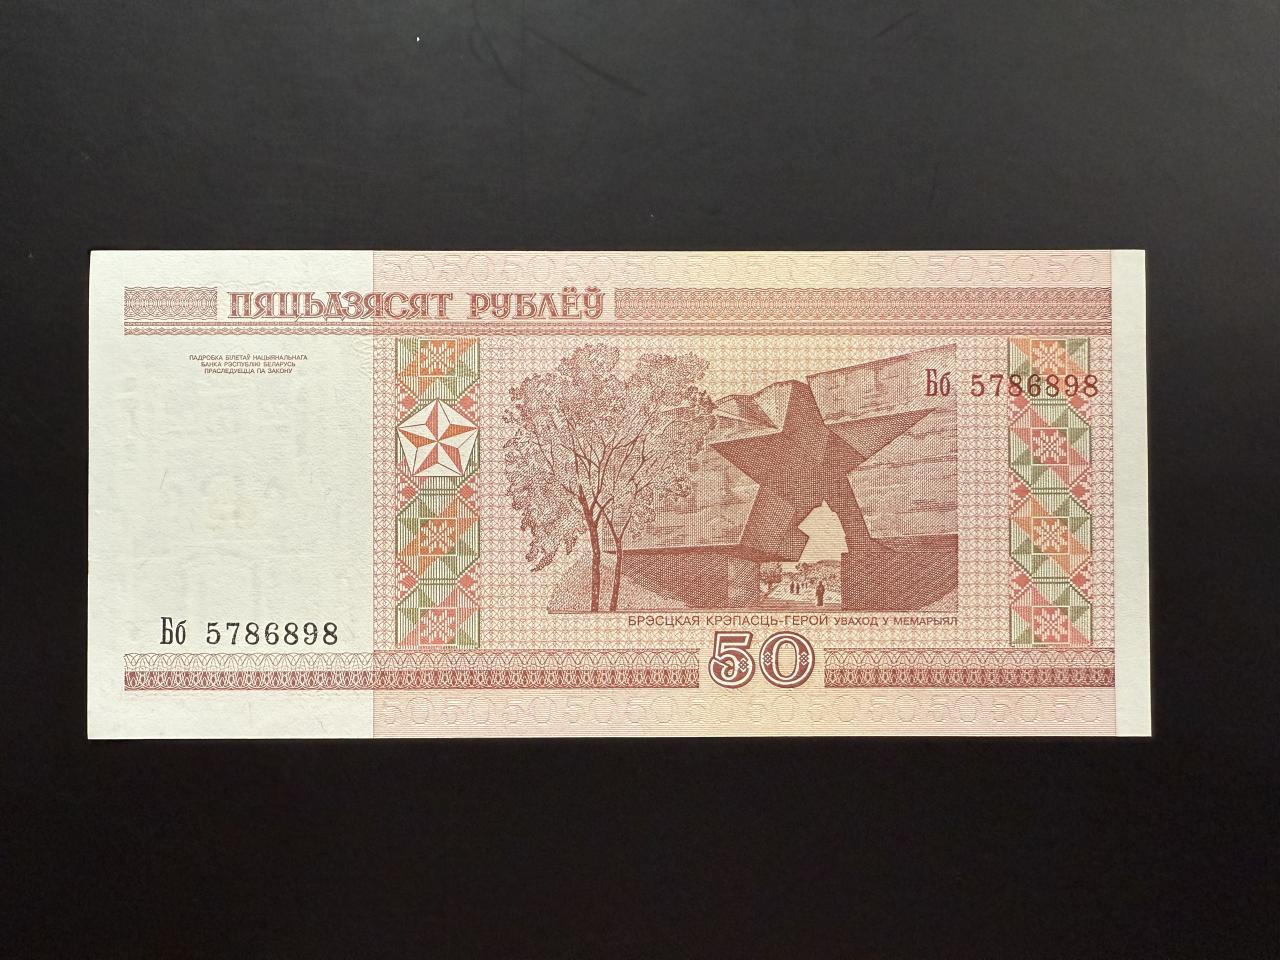 ПЯЦЬДЗЯСЯТ РУБЛЁЎ
ПАДРОБКА БІЛЕТАЎ НАЦЫЯНАЛЬНАГА
БАНКА РЭСПУБЛІКІ БЕЛАРУСЬ
ПРАСЛЕДУЕЦЦА ПА ЗАКОНУ
Бб 5786898
БРЭСЦКАЯ КРЭПАСЦЬ-ГЕРОЙ УВАХОД У МЕМАРЫЯЛ
Бб 5786898
50